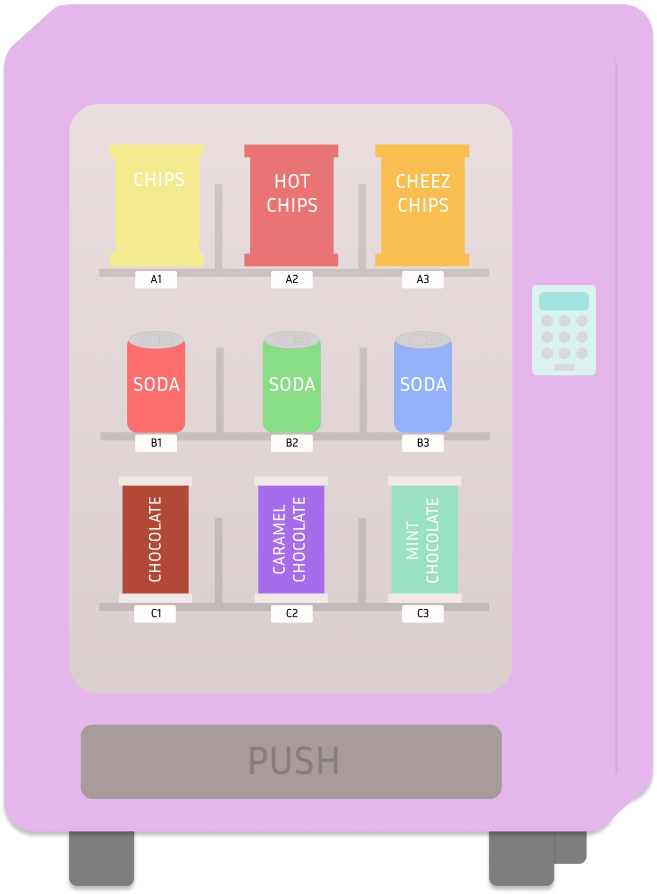 CHIPS
HOT
CHIPS
CHEEZ
CHIPS
A1
A2
A3
SODA
SODA
SODA
B1
B2
B3
CHOCOLATE
CARAMEL
CHOCOLATE
MINT
CHOCOLATE
C1
C2
C3
PUSH